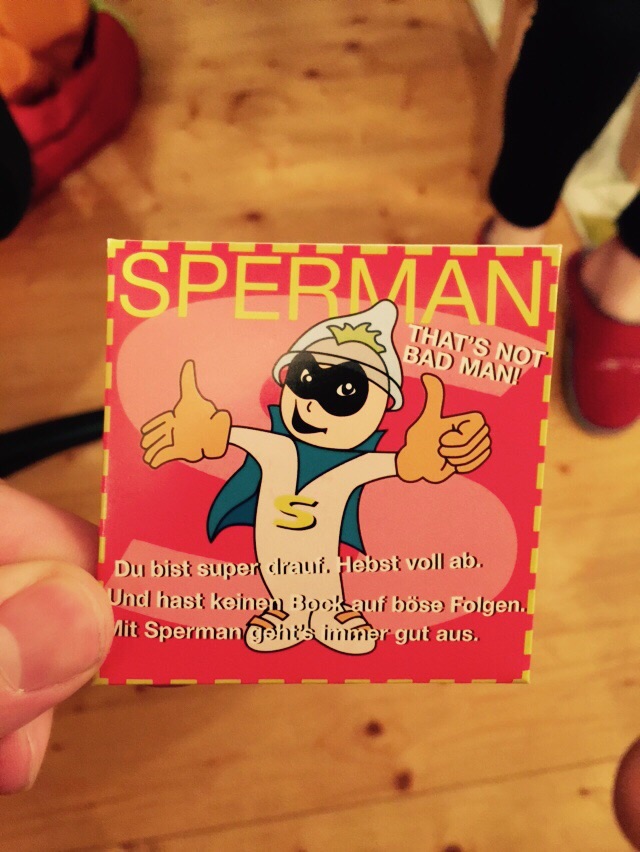 SPERMAN
THAT'S NOT
BAD MAN!
S
Du bist super drauf. Hebst voll ab.
Und hast keinen Bock auf böse Folgen.
Mit Sperman geht's immer gut aus.